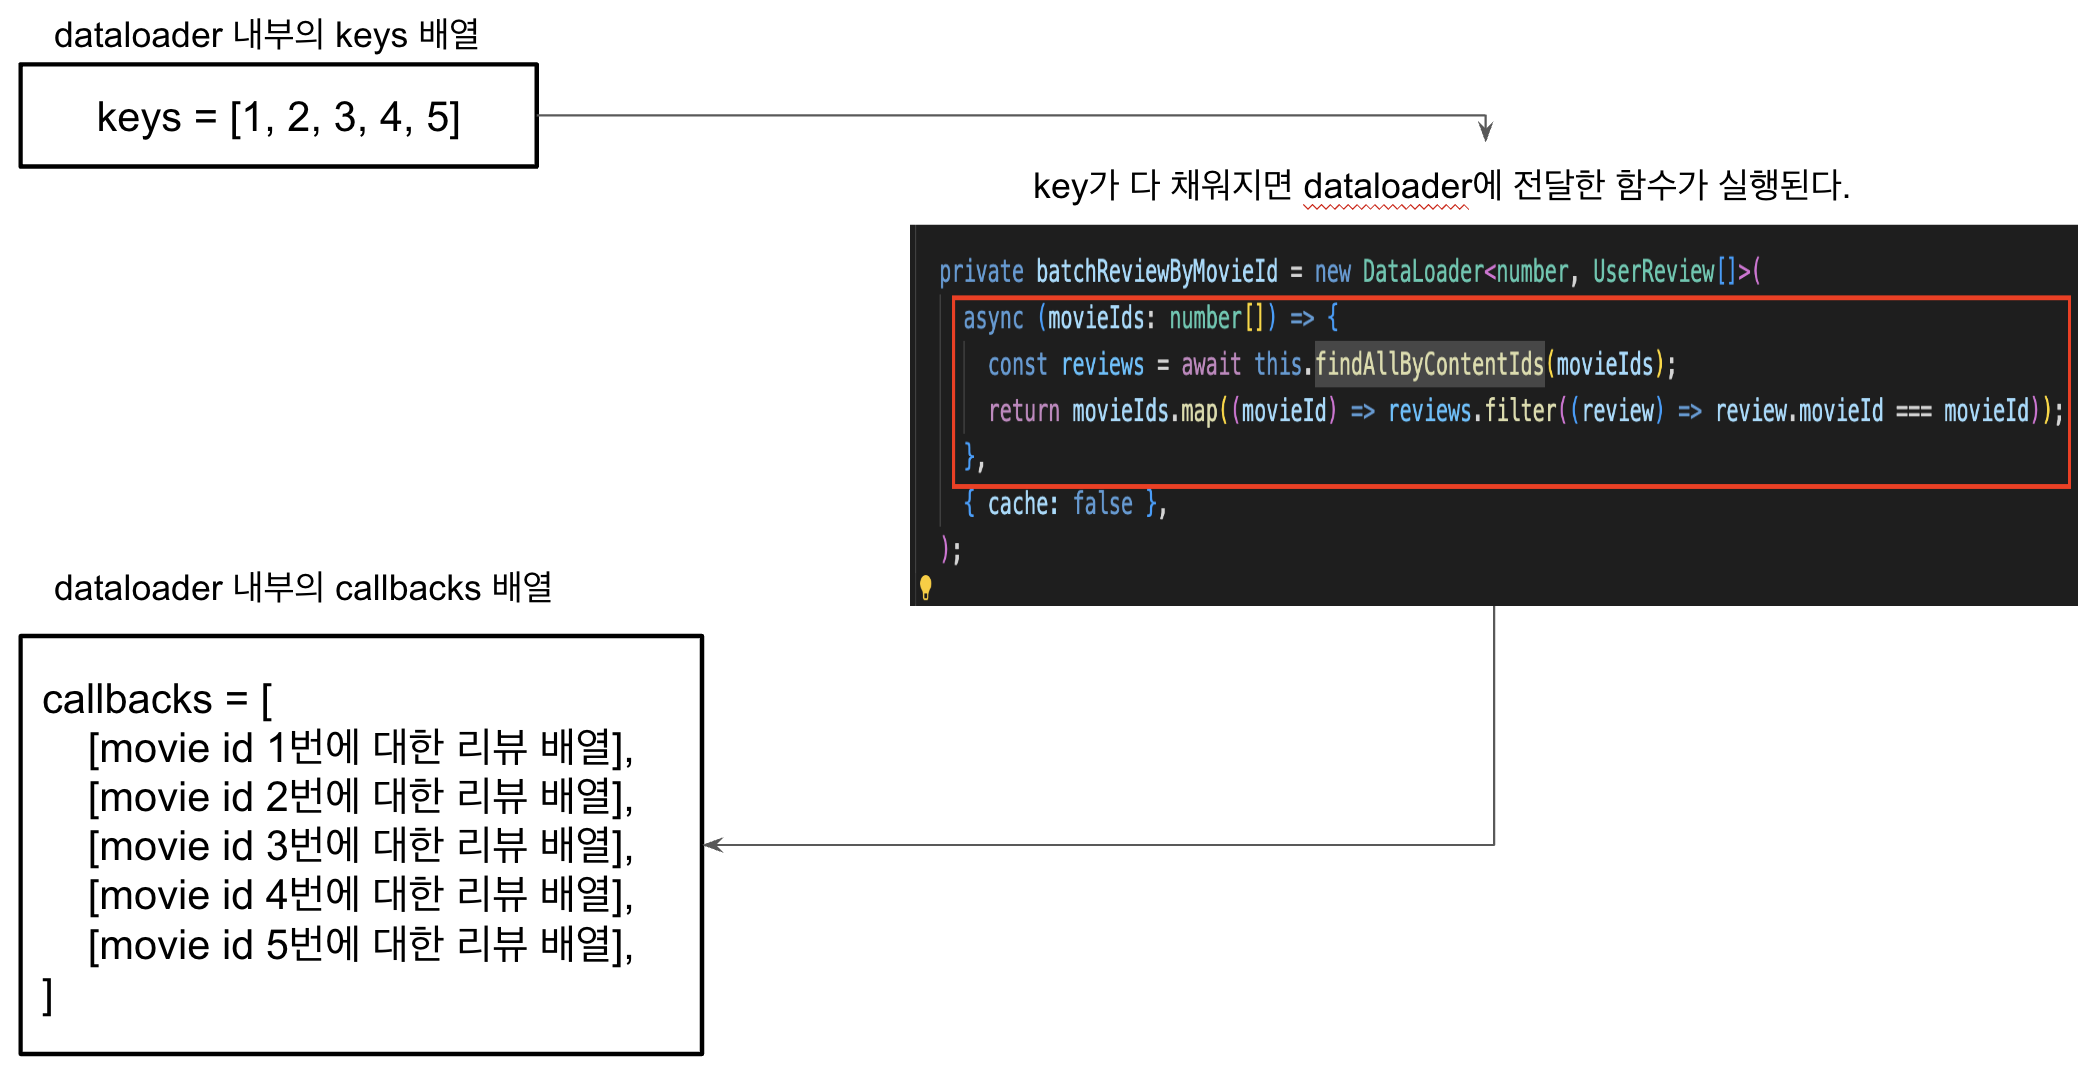 dataloader 내부의 keys 배열
keys = [1, 2, 3, 4, 5]
key가 다 채워지면 dataloader에 전달한 함수가 실행된다.
private batchReviewByMovieId = new DataLoader<number, UserReview[]>(
async (movieIds: number[]) => {
const reviews = await this.findAllByContentIds(movieIds);
return movieIds.map((movieId) => reviews.filter((review) => review.movieId === movieId));
},
{ cache: false },
);
dataloader 내부의 callbacks 배열
callbacks = [
[movie id 1번에 대한 리뷰 배열],
[movie id 2번에 대한 리뷰 배열],
[movie id 3번에 대한 리뷰 배열],
[movie id 4번에 대한 리뷰 배열],
[movie id 5번에 대한 리뷰 배열],
]